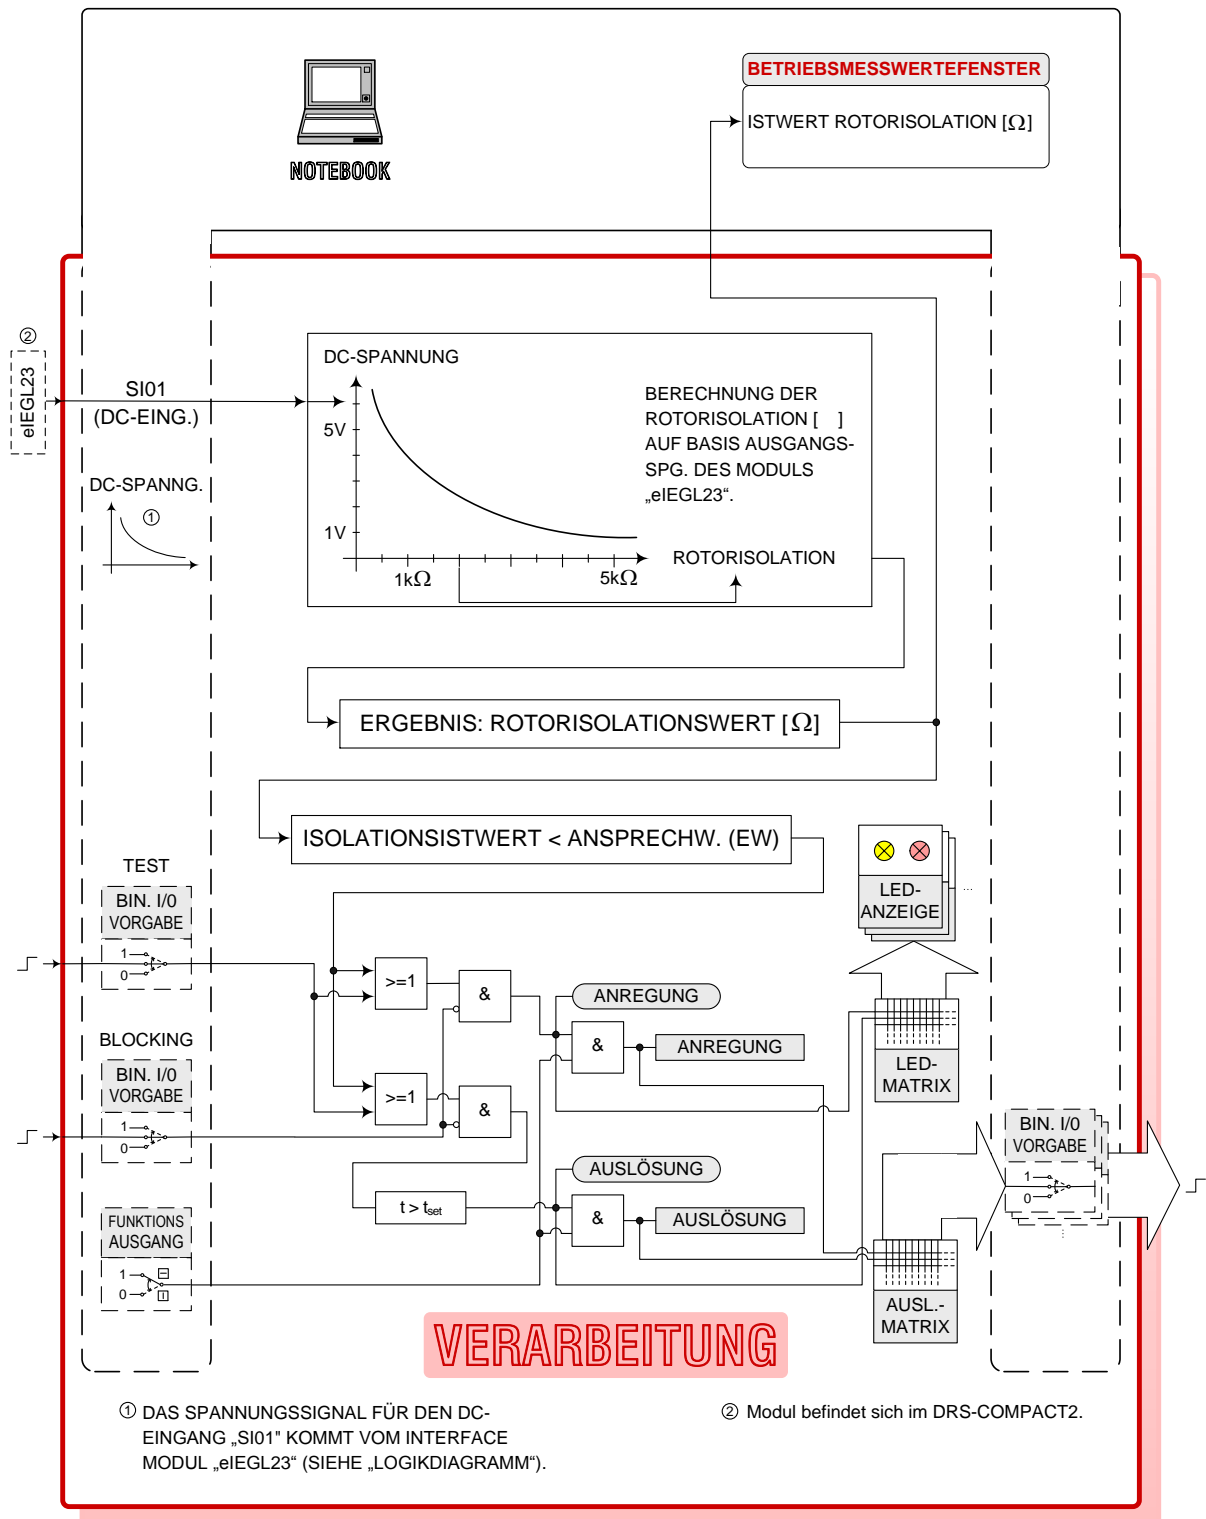 NOTEBOOK
BETRIEBSMESSWERTEFENSTER
ISTWERT ROTORISOLATION [Ω]
②
eIEGL23
SI01
(DC-EING.)
DC-SPANNG.
①
DC-SPANNUNG
5V
1V
1kΩ
5kΩ
ROTORISOLATION
BERECHNUNG DER
ROTORISOLATION [ ]
AUF BASIS AUSGANGS-
SPG. DES MODULS
„eIEGL23“.
ERGEBNIS: ROTORISOLATIONSWERT [Ω]
ISOLATIONSISTWERT < ANSPRECHW. (EW)
TEST
BIN. I/0
VORGABE
1
0
BLOCKING
BIN. I/0
VORGABE
1
0
FUNKTIONS
AUSGANG
1
0
>=1
&
>=1
&
t > tset
ANREGUNG
&
ANREGUNG
AUSLÖSUNG
&
AUSLÖSUNG
LED-
ANZEIGE
...
LED-
MATRIX
AUSL.-
MATRIX
BIN. I/0
VORGABE
1
0
...
VERARBEITUNG
① DAS SPANNUNGSSIGNAL FÜR DEN DC-
EINGANG „SI01" KOMMT VOM INTERFACE
MODUL „eIEGL23“ (SIEHE „LOGIKDIAGRAMM“).
② Modul befindet sich im DRS-COMPACT2.